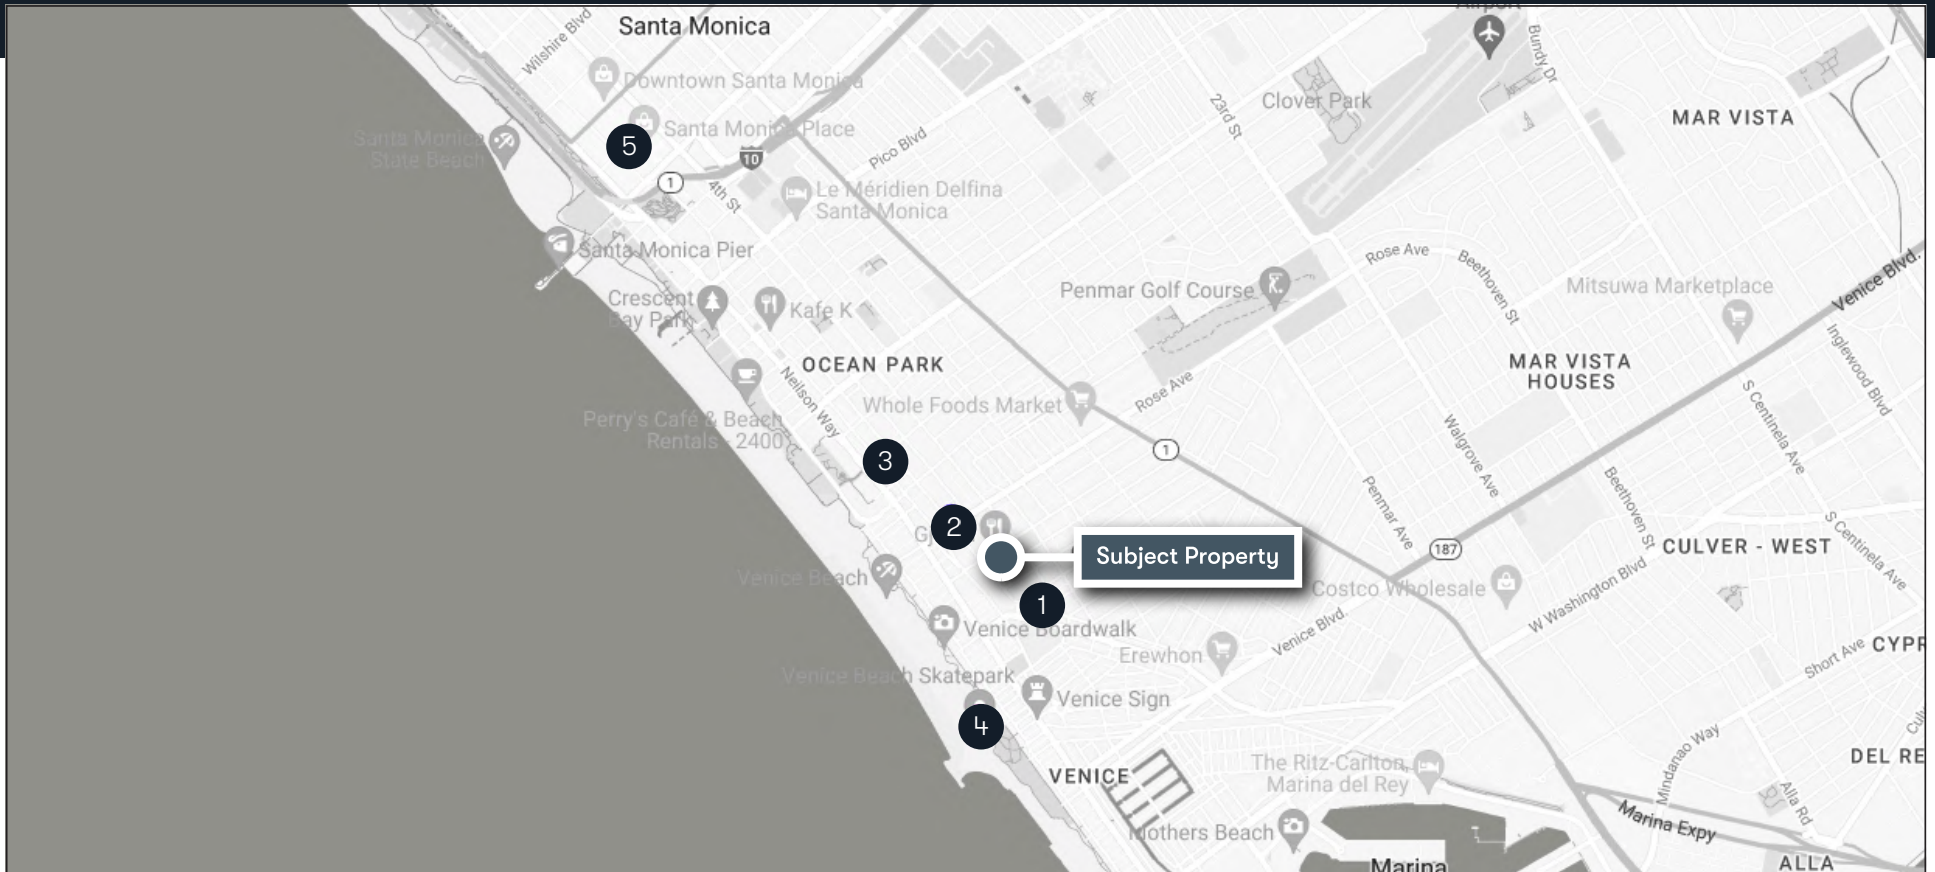 Airport
Santa Monica
Wilshire Blvd
Bundy Dr
Downtown Santa Monica
Clover Park
23rd St
MAR VISTA
Santa Monica Place
Santa Monica
State Beach
5
10
Pico Blvd
1
4th St
Le Méridien Delfina
Santa Monica
Santa Monica Pier
Rose Ave
Beethoven St
Venice Blvd.
Mitsuwa Marketplace
Penmar Golf Course
Crescent
Bay Park
Kafe K
Inglewood Blvd
OCEAN PARK
MAR VISTA
HOUSES
Neilson Way
Rose Ave
Whole Foods Market
S Centinela Ave
Perry's Café & Beach
Rentals - 2400
Walgrove Ave
3
1
Penmar Ave
Beethoven St
S Centinela Ave
2
Subject Property
187
CULVER - WEST
Venice Beach
Costco Wholesale
W Washington Blvd
1
Venice Boardwalk
Venice Blvd.
Erewhon
Short Ave
CYPR
Venice Beach Skatepark
Venice Sign
4
Mindanao Way
DEL RE
VENICE
The Ritz-Carlton,
Marina del Rey
Alla Rd
Marina Expy
Mothers Beach
Marina
ALLA